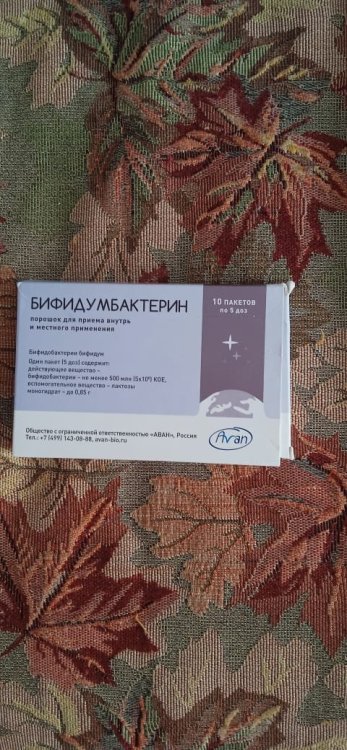 БИФИДУМБАКТЕРИН
порошок для приема внутрь
и местного применения
10 ПАКЕТОВ
по 5 доз
Бифидобактерии бифидум
Один пакет (5 доз) содержит:
действующее вещество –
бифидобактерии – не менее 500 млн (5x10⁸) КОЕ,
вспомогательное вещество – лактозы
моногидрат – до 0,85 г
Общество с ограниченной ответственностью «АВАН», Россия
Тел.: +7 (499) 143-08-88, avan-bio.ru
Avan